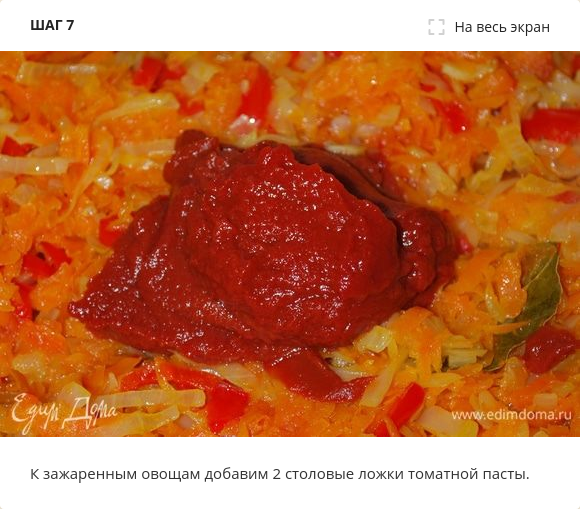 ШАГ 7
На весь экран
Едим Дома
www.edimdoma.ru
К зажаренным овощам добавим 2 столовые ложки томатной пасты.